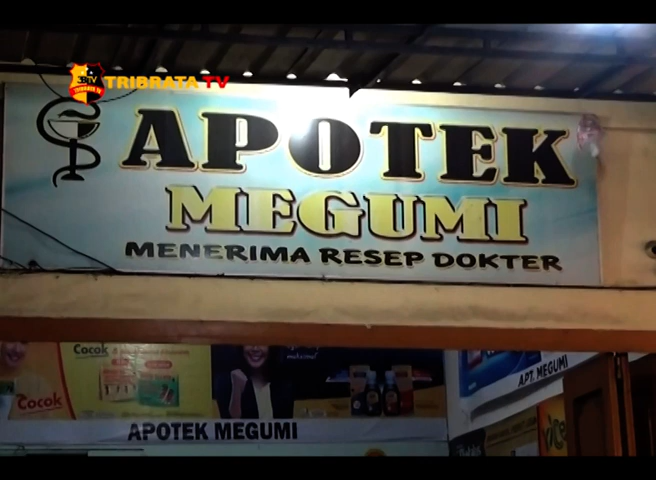 TRIBRATA TV
APOTEK
MEGUMI
MENERIMA RESEP DOKTER
Cocok
Cocok
APOTEK MEGUMI
APT. MEGUMI